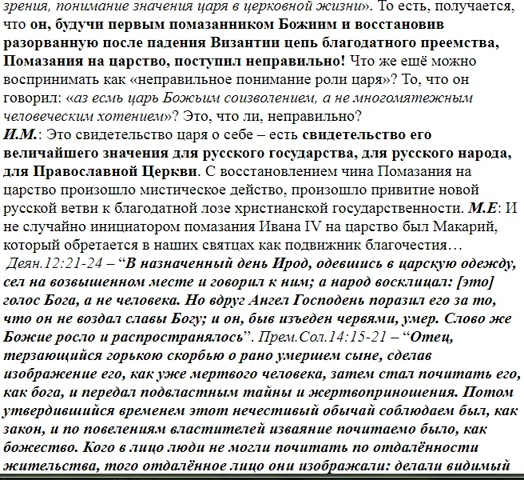 зрения, понимание значения царя в церковной жизни». То есть, получается,
что он, будучи первым помазанником Божиим и восстановив
разорванную после падения Византии цепь благодатного преемства,
Помазания на царство, поступил неправильно! Что же ешё можно
воспринимать как «неправильное понимание роли царя»? То, что он
говорил: «аз есмь царь Божьим соизволением, а не многомятежным
человеческим хотением»? Это, что ли, неправильно?
И.М.: Это свидетельство царя о себе – есть свидетельство его
величайшего значения для русского государства, для русского народа,
для Православной Церкви. С восстановлением чина Помазания на
царство произошло мистическое действо, произошло привитие новой
русской ветви к благодатной лозе христианской государственности. М.Е: И
не случайно инициатором помазания Ивана IV на царство был Макарий,
который обретается в наших святцах как подвижник благочестия…
Деян.12:21-24 – “В назначенный день Ирод, одевшись в царскую одежду,
сел на возвышенном месте и говорил к ним; а народ восклицал: [это]
голос Бога, а не человека. Но вдруг Ангел Господень поразил его за то,
что он не воздал славы Богу; и он, быв изъеден червями, умер. Слово же
Божие росло и распространялось”. Прем.Сол.14:15-21 – “Отец,
терзающийся горькою скорбью о рано умершем сыне, сделав
изображение его, как уже мертвого человека, затем стал почитать его,
как бога, и передал подвластным тайны и жертвоприношения. Потом
утвердившийся временем этот нечестивый обычай соблюдаем был, как
закон, и по повелениям властителей изваяние почитаемо было, как
божество. Кого в лицо люди не могли почитать по отдалённости
жительства, того отдалённое лицо они изображали: делали видимый